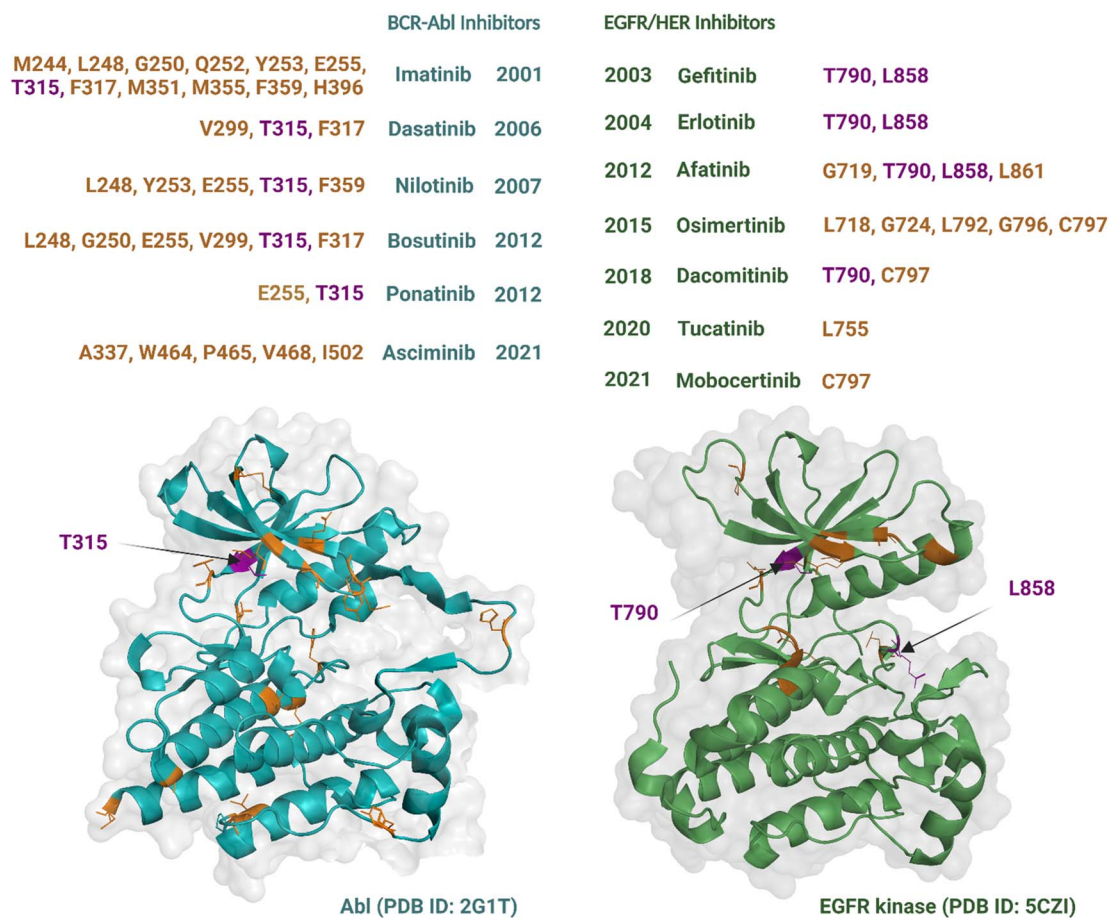 BCR-Abl Inhibitors
M244, L248, G250, Q252, Y253, E255,
T315, F317, M351, M355, F359, H396
Imatinib 2001
V299, T315, F317 Dasatinib 2006
L248, Y253, E255, T315, F359 Nilotinib 2007
L248, G250, E255, V299, T315, F317 Bosutinib 2012
E255, T315 Ponatinib 2012
A337, W464, P465, V468, I502 Asciminib 2021
EGFR/HER Inhibitors
2003 Gefitinib T790, L858
2004 Erlotinib T790, L858
2012 Afatinib G719, T790, L858, L861
2015 Osimertinib L718, G724, L792, G796, C797
2018 Dacomitinib T790, C797
2020 Tucatinib L755
2021 Mobocertinib C797
T315
Abl (PDB ID: 2G1T)
T790
L858
EGFR kinase (PDB ID: 5CZI)